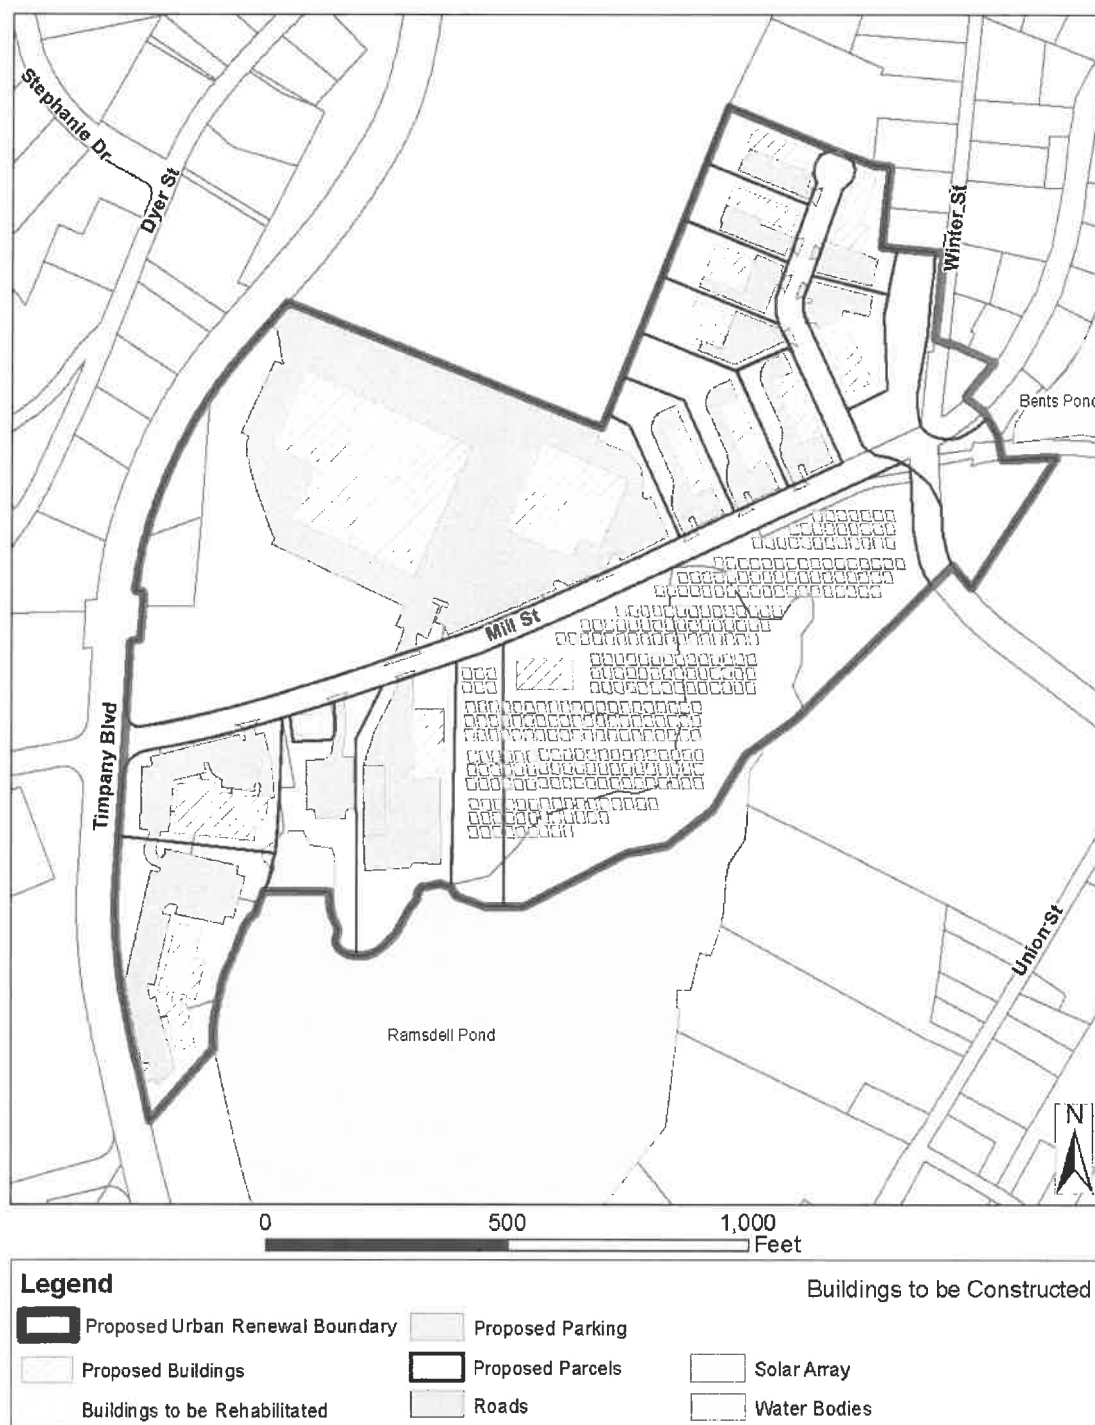 Stephanie Dr
Dyer St
Winter St
Bents Pond
Mill St
Timpany Blvd
Union St
Ramsdell Pond
N
0 500 1,000
Feet
Legend
Buildings to be Constructed
Proposed Urban Renewal Boundary
Proposed Parking
Proposed Buildings
Proposed Parcels
Solar Array
Buildings to be Rehabilitated
Roads
Water Bodies